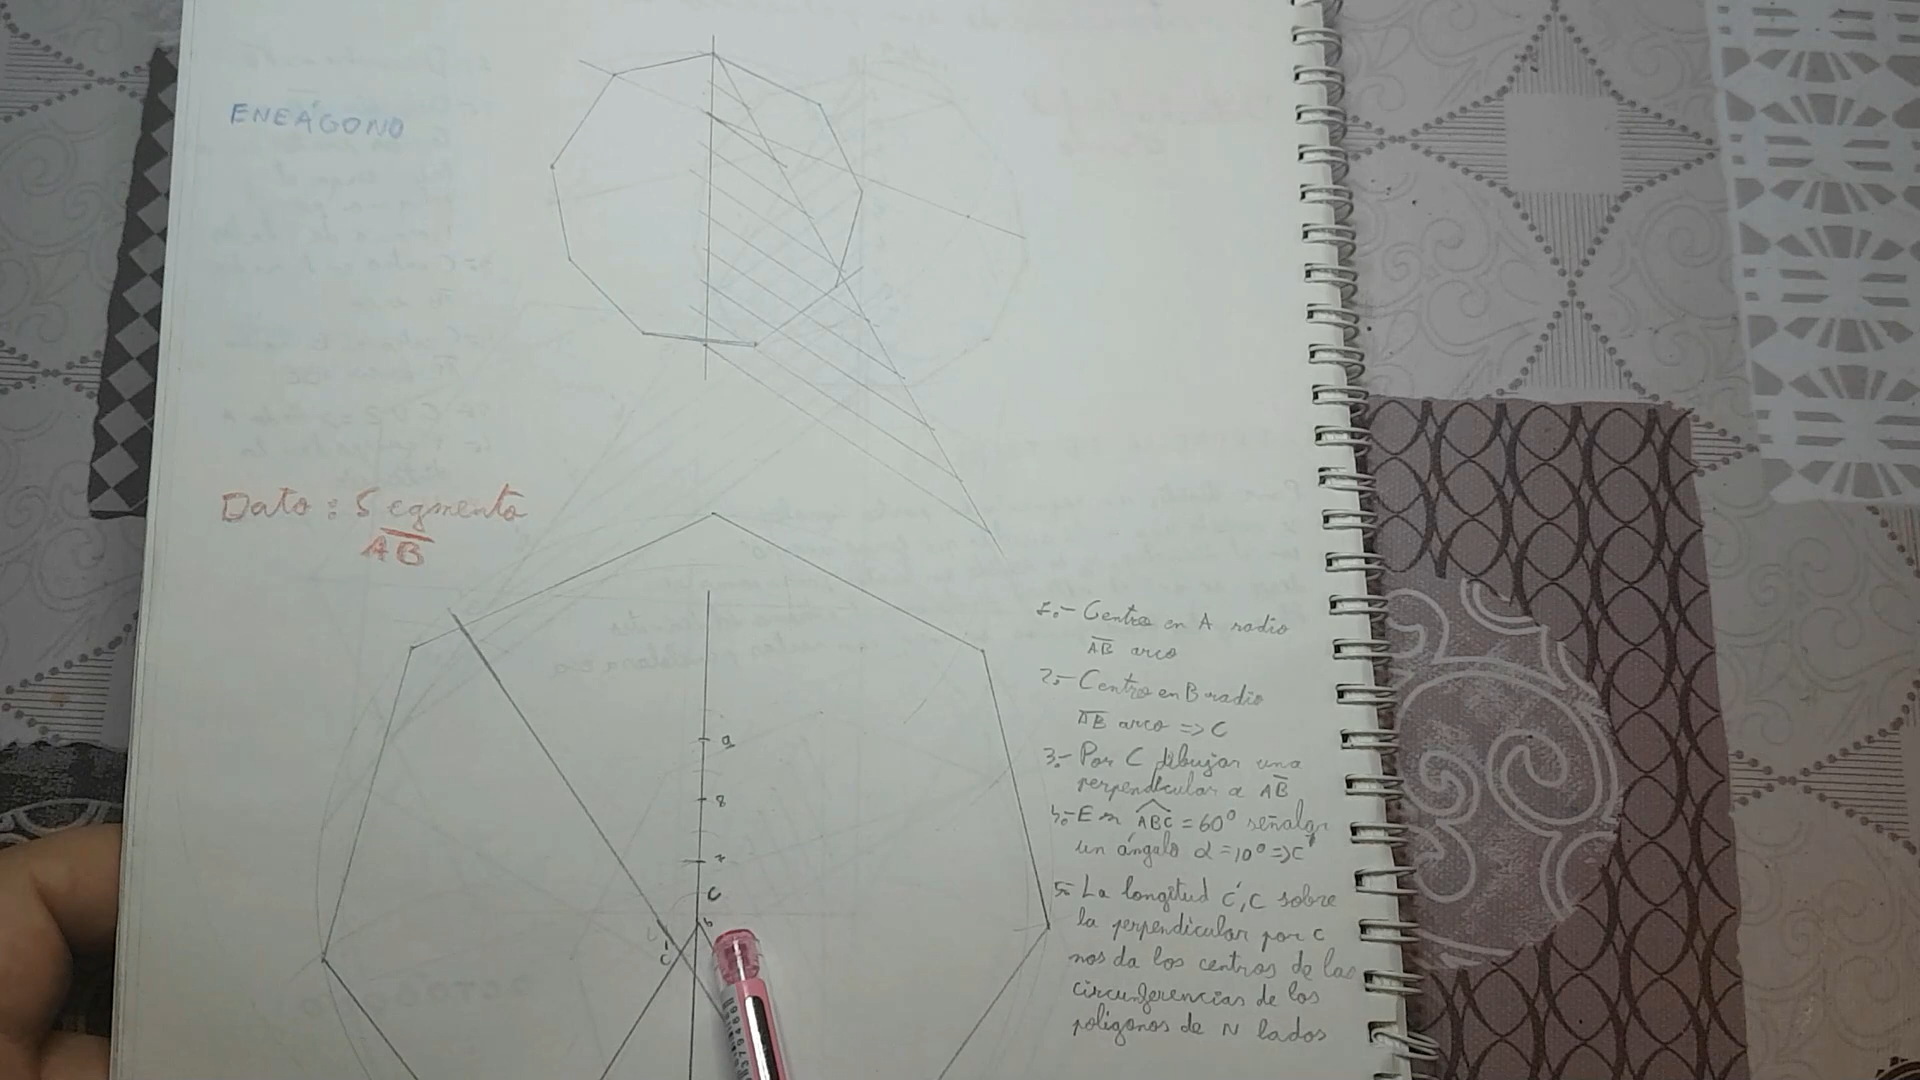 ENEÁGONO
Dato: Segmento
AB
9
8
7
C
6
C'
1.- Centro en A radio
AB arco
2.- Centro en B radio
AB arco => C
3.- Por C dibujar una
perpendicular a AB
4.- En ABC = 60º señalar
un ángulo α = 10º => C'
5.- La longitud C',C sobre
la perpendicular por C
nos da los centros de las
circunferencias de los
polígonos de N lados